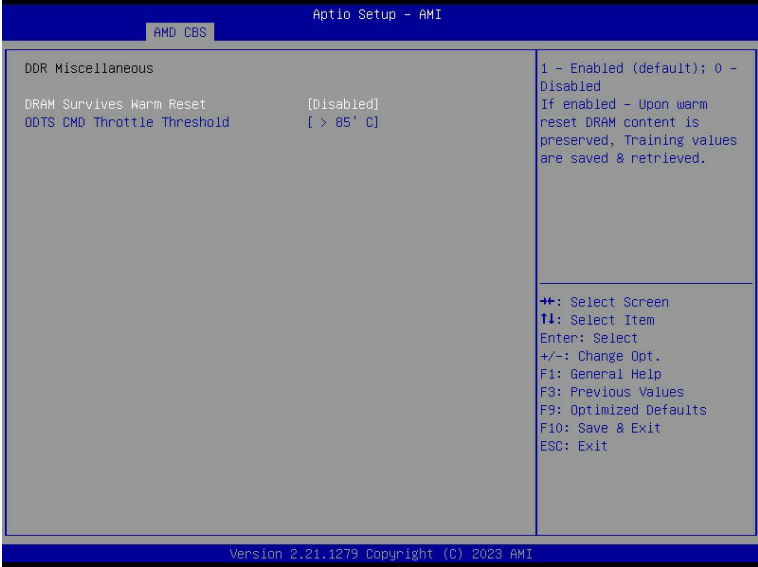 Aptio Setup – AMI
AMD CBS
DDR Miscellaneous
DRAM Survives Warm Reset [Disabled]
ODTS CMD Throttle Threshold [ > 85' C]
1 – Enabled (default); 0 –
Disabled
If enabled – Upon warm
reset DRAM content is
preserved, Training values
are saved & retrieved.
→←: Select Screen
↑↓: Select Item
Enter: Select
+/-: Change Opt.
F1: General Help
F3: Previous Values
F9: Optimized Defaults
F10: Save & Exit
ESC: Exit
Version 2.21.1279 Copyright (C) 2023 AMI